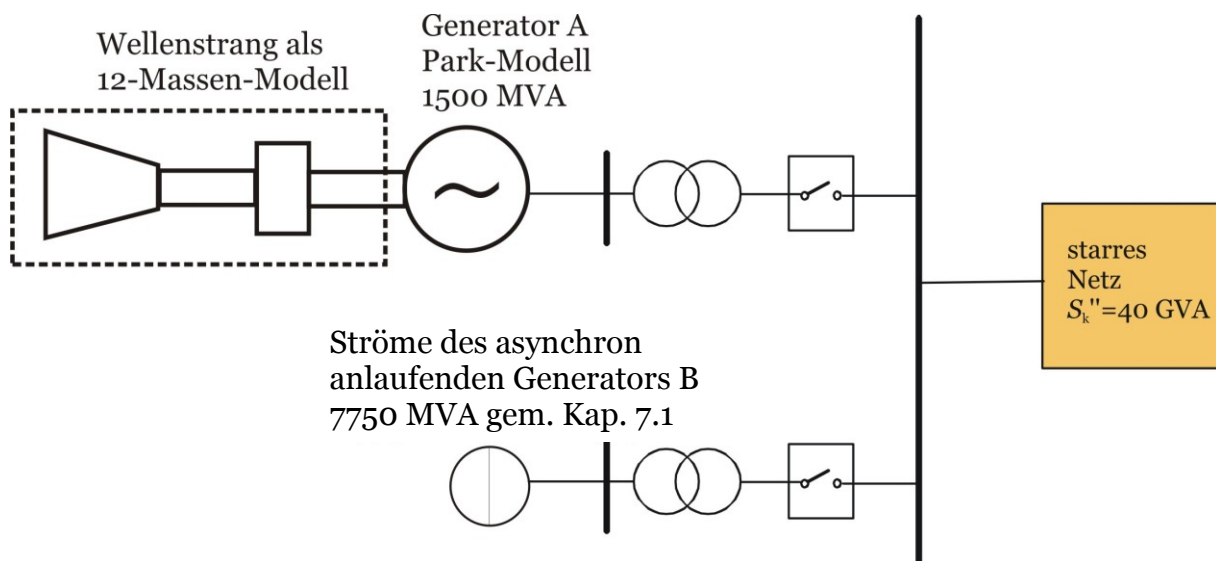 Wellenstrang als
12-Massen-Modell
Generator A
Park-Modell
1500 MVA
~
starres
Netz
Sk''=40 GVA
Ströme des asynchron
anlaufenden Generators B
7750 MVA gem. Kap. 7.1